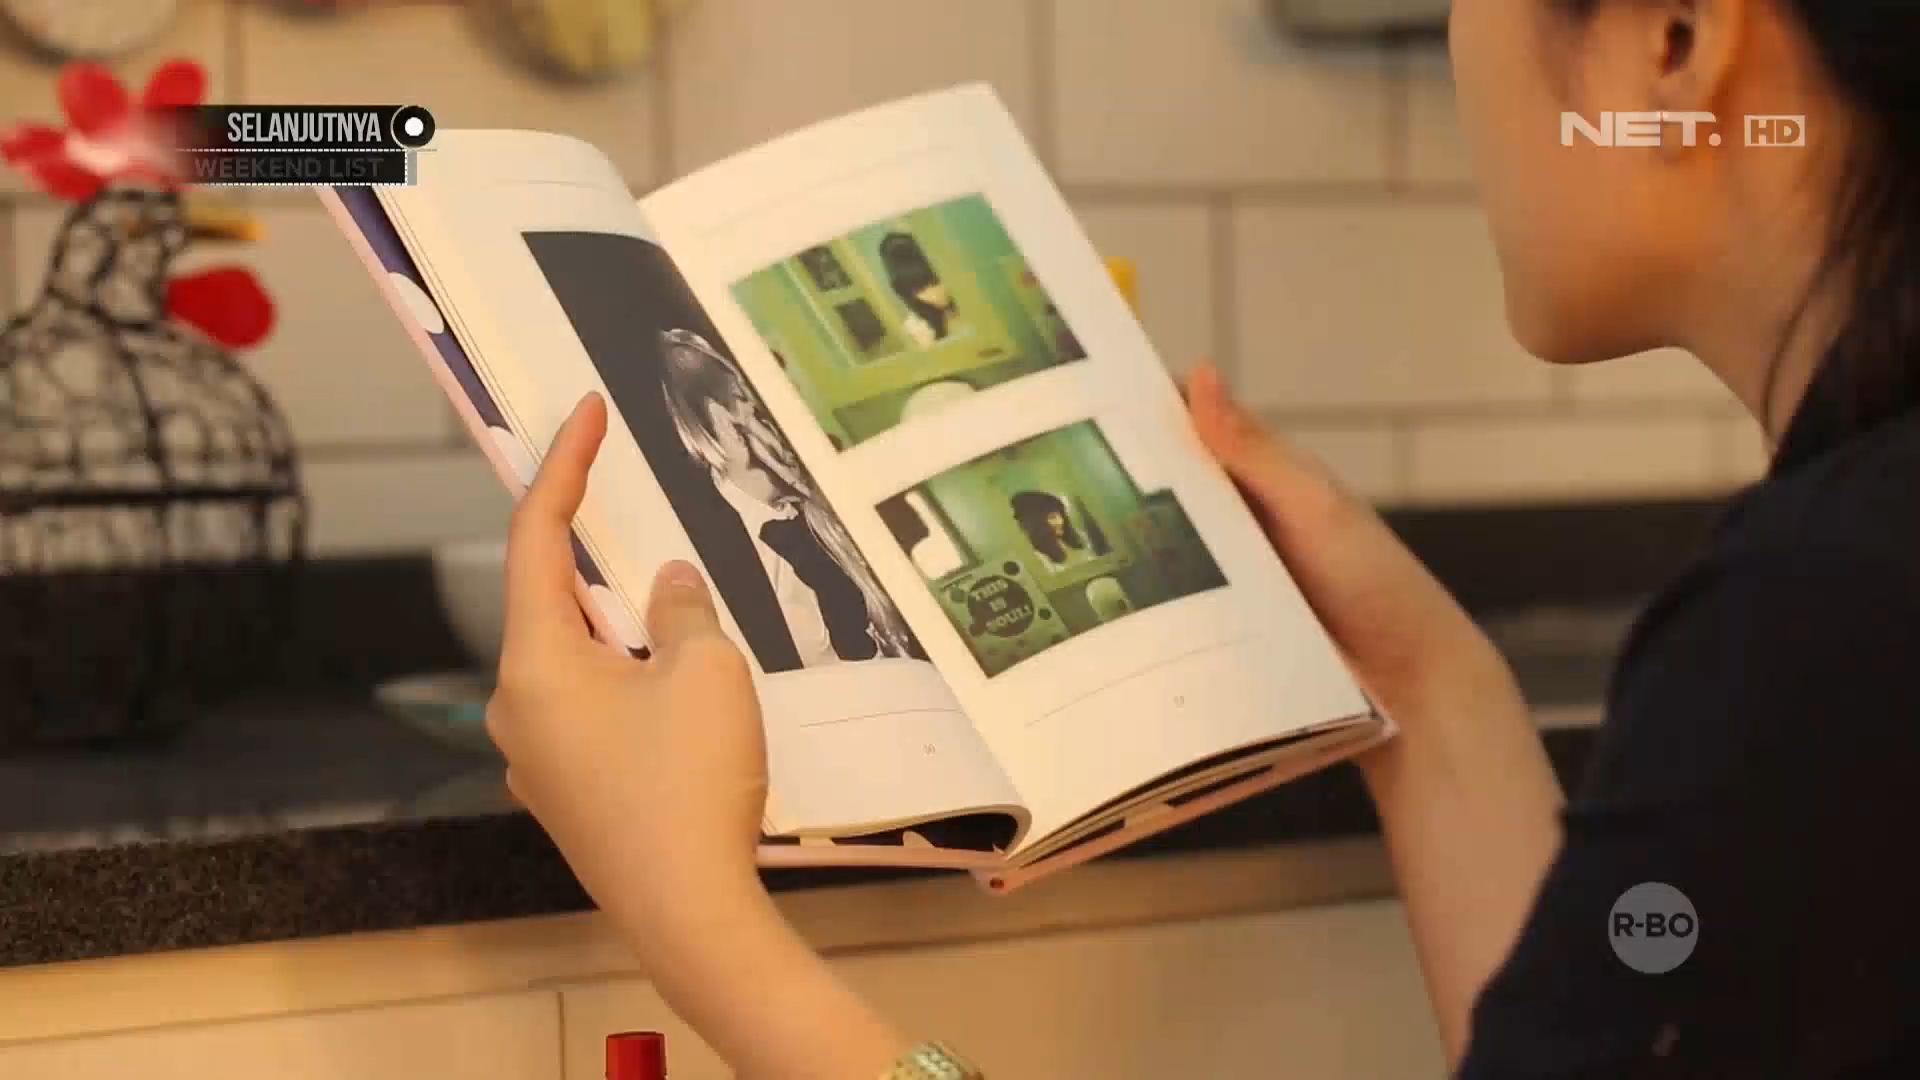 SELANJUTNYA
WEEKEND LIST
NET. HD
THIS
IS
SOUL!
R-BO